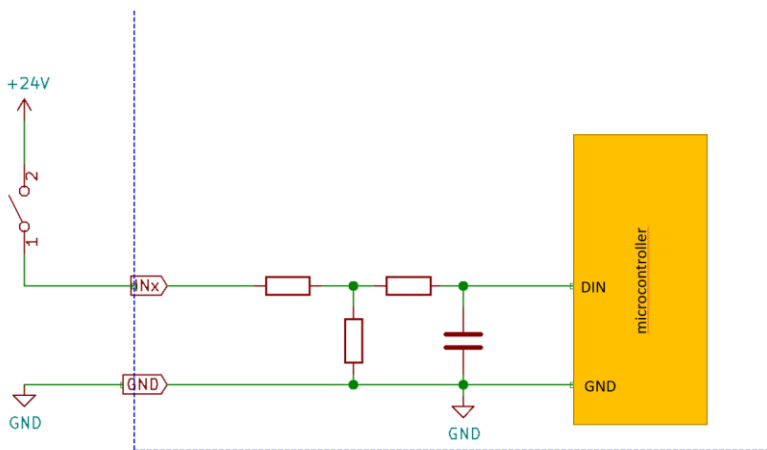 +24V
2
1
INx
DIN
microcontroller
GND
GND
GND
GND